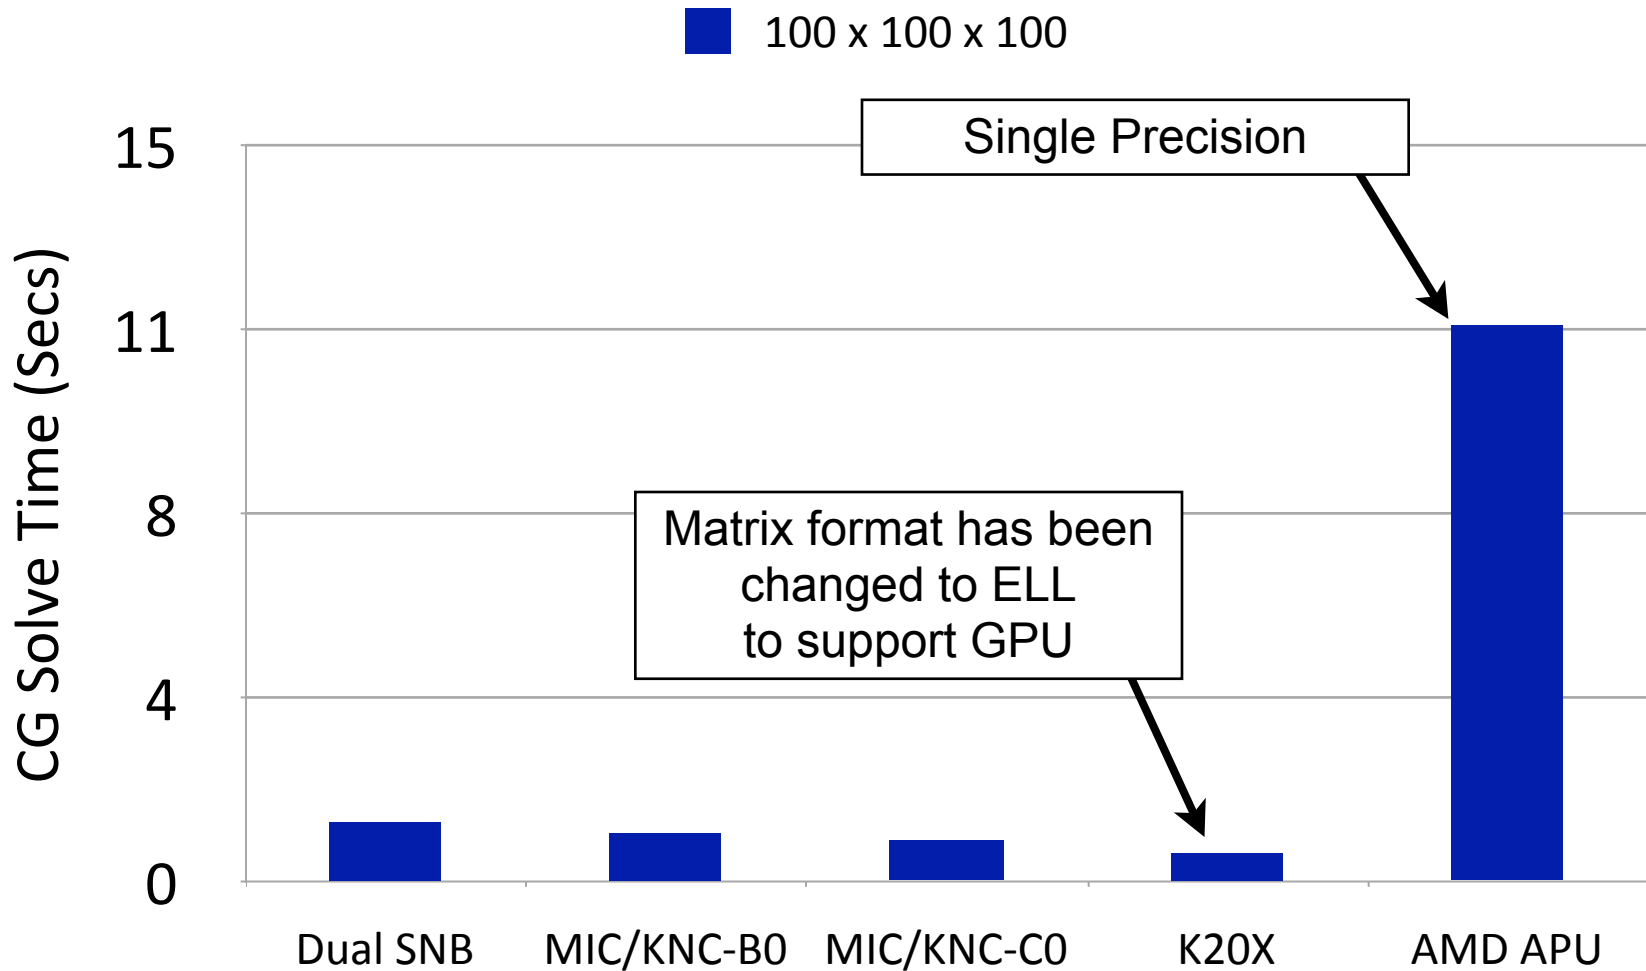 100 x 100 x 100
Single Precision
15
11
8
4
0
CG Solve Time (Secs)
Matrix format has been
changed to ELL
to support GPU
Dual SNB
MIC/KNC-B0
MIC/KNC-C0
K20X
AMD APU